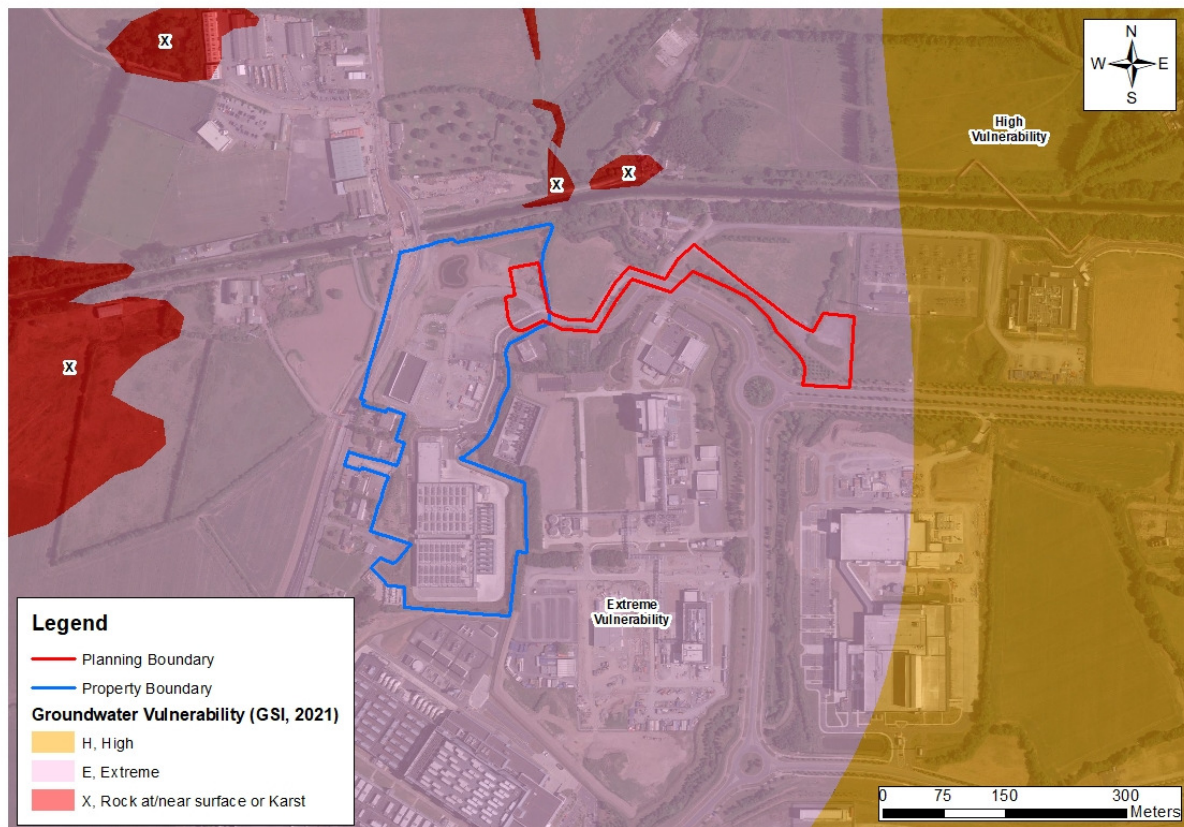 X
N
W E
S
High
Vulnerability
X
X
X
Extreme
Vulnerability
Legend
Planning Boundary
Property Boundary
Groundwater Vulnerability (GSI, 2021)
H, High
E, Extreme
X, Rock at/near surface or Karst
0 75 150 300
Meters